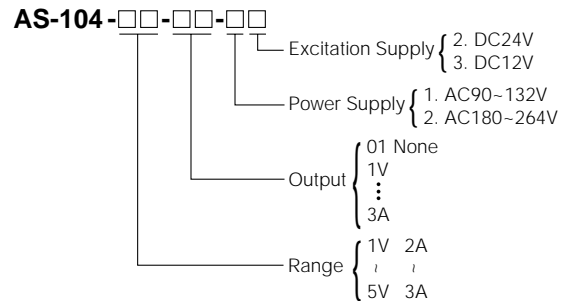 AS-104 -□□-□□-□□
Excitation Supply { 2. DC24V
3. DC12V
Power Supply { 1. AC90~132V
2. AC180~264V
Output { 01 None
1V
⋮
3A
Range { 1V 2A
~ ~
5V 3A